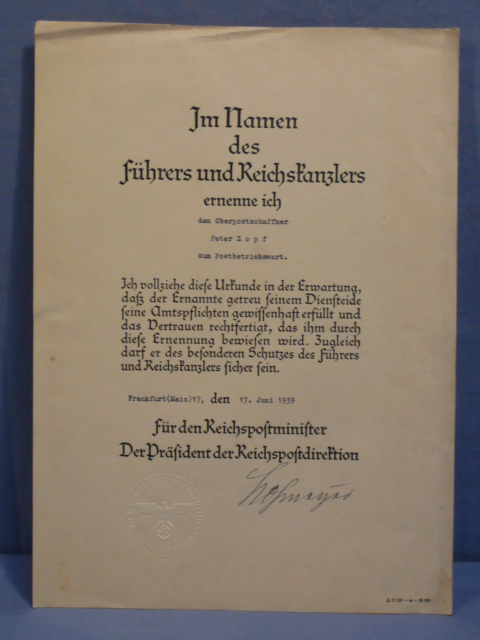 Im Namen
des
Führers und Reichskanzlers
ernenne ich
den Oberpostschaffner
Peter Z o p f
zum Postbetriebswart.
Ich vollziehe diese Urkunde in der Erwartung,
daß der Ernannte getreu seinem Diensteide
seine Amtspflichten gewissenhaft erfüllt und
das Vertrauen rechtfertigt, das ihm durch
diese Ernennung bewiesen wird. Zugleich
darf er des besonderen Schutzes des Führers
und Reichskanzlers sicher sein.
Frankfurt(Main)17, den 17. Juni 1939
Für den Reichspostminister
Der Präsident der Reichspostdirektion